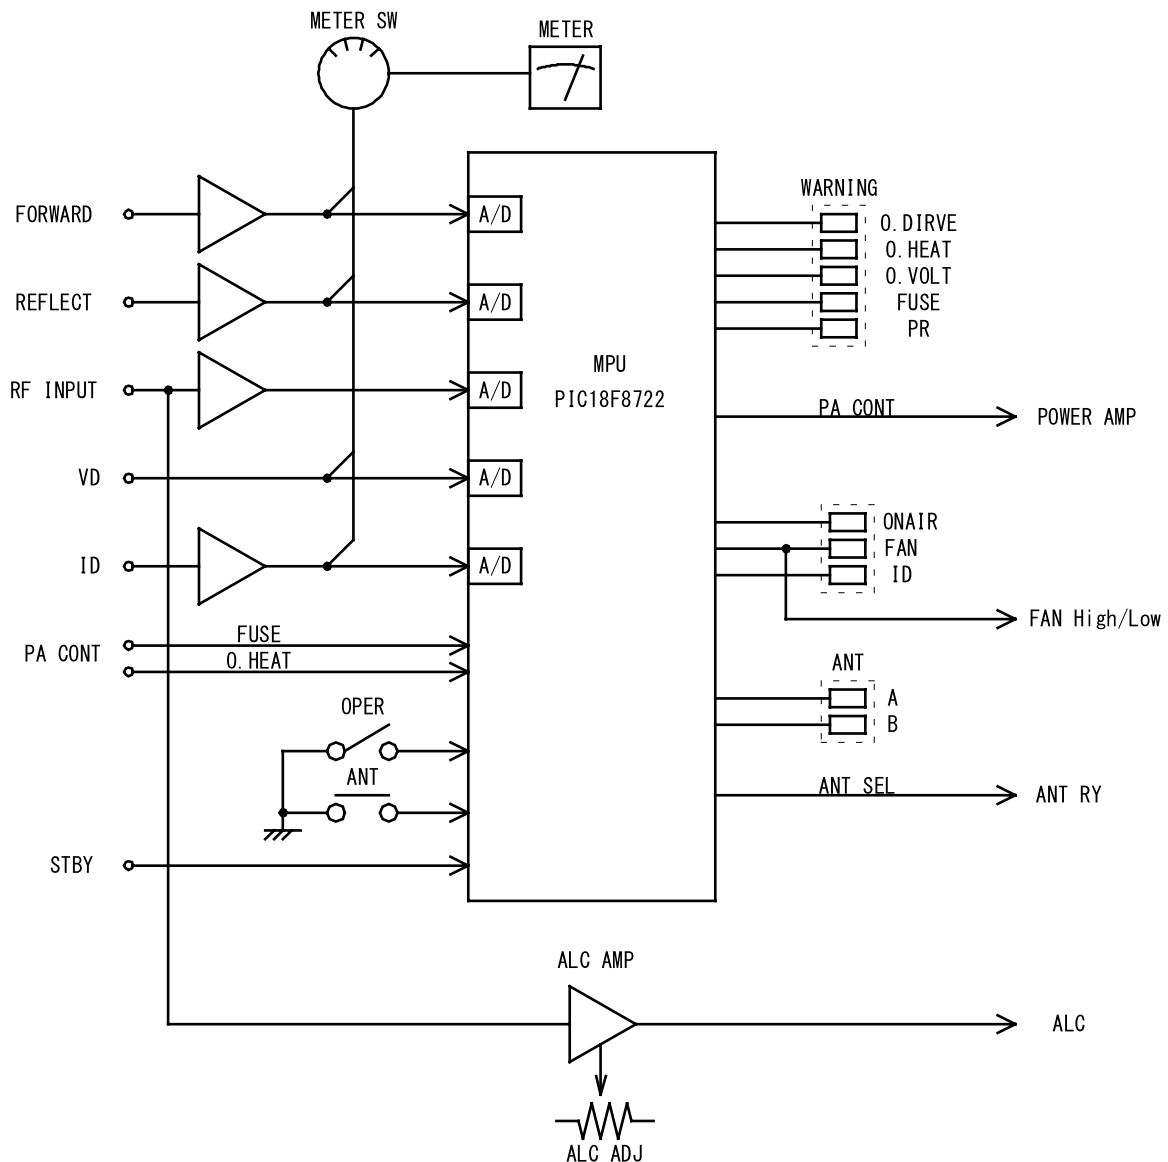 METER SW
METER
WARNING
FORWARD
A/D
O.DIRVE
O.HEAT
O.VOLT
REFLECT
A/D
FUSE
PR
MPU
PIC18F8722
RF INPUT
A/D
PA CONT
POWER AMP
VD
A/D
ONAIR
FAN
ID
ID
A/D
FAN High/Low
PA CONT
FUSE
O.HEAT
ANT
A
B
OPER
ANT
ANT SEL
ANT RY
STBY
ALC AMP
ALC
ALC ADJ